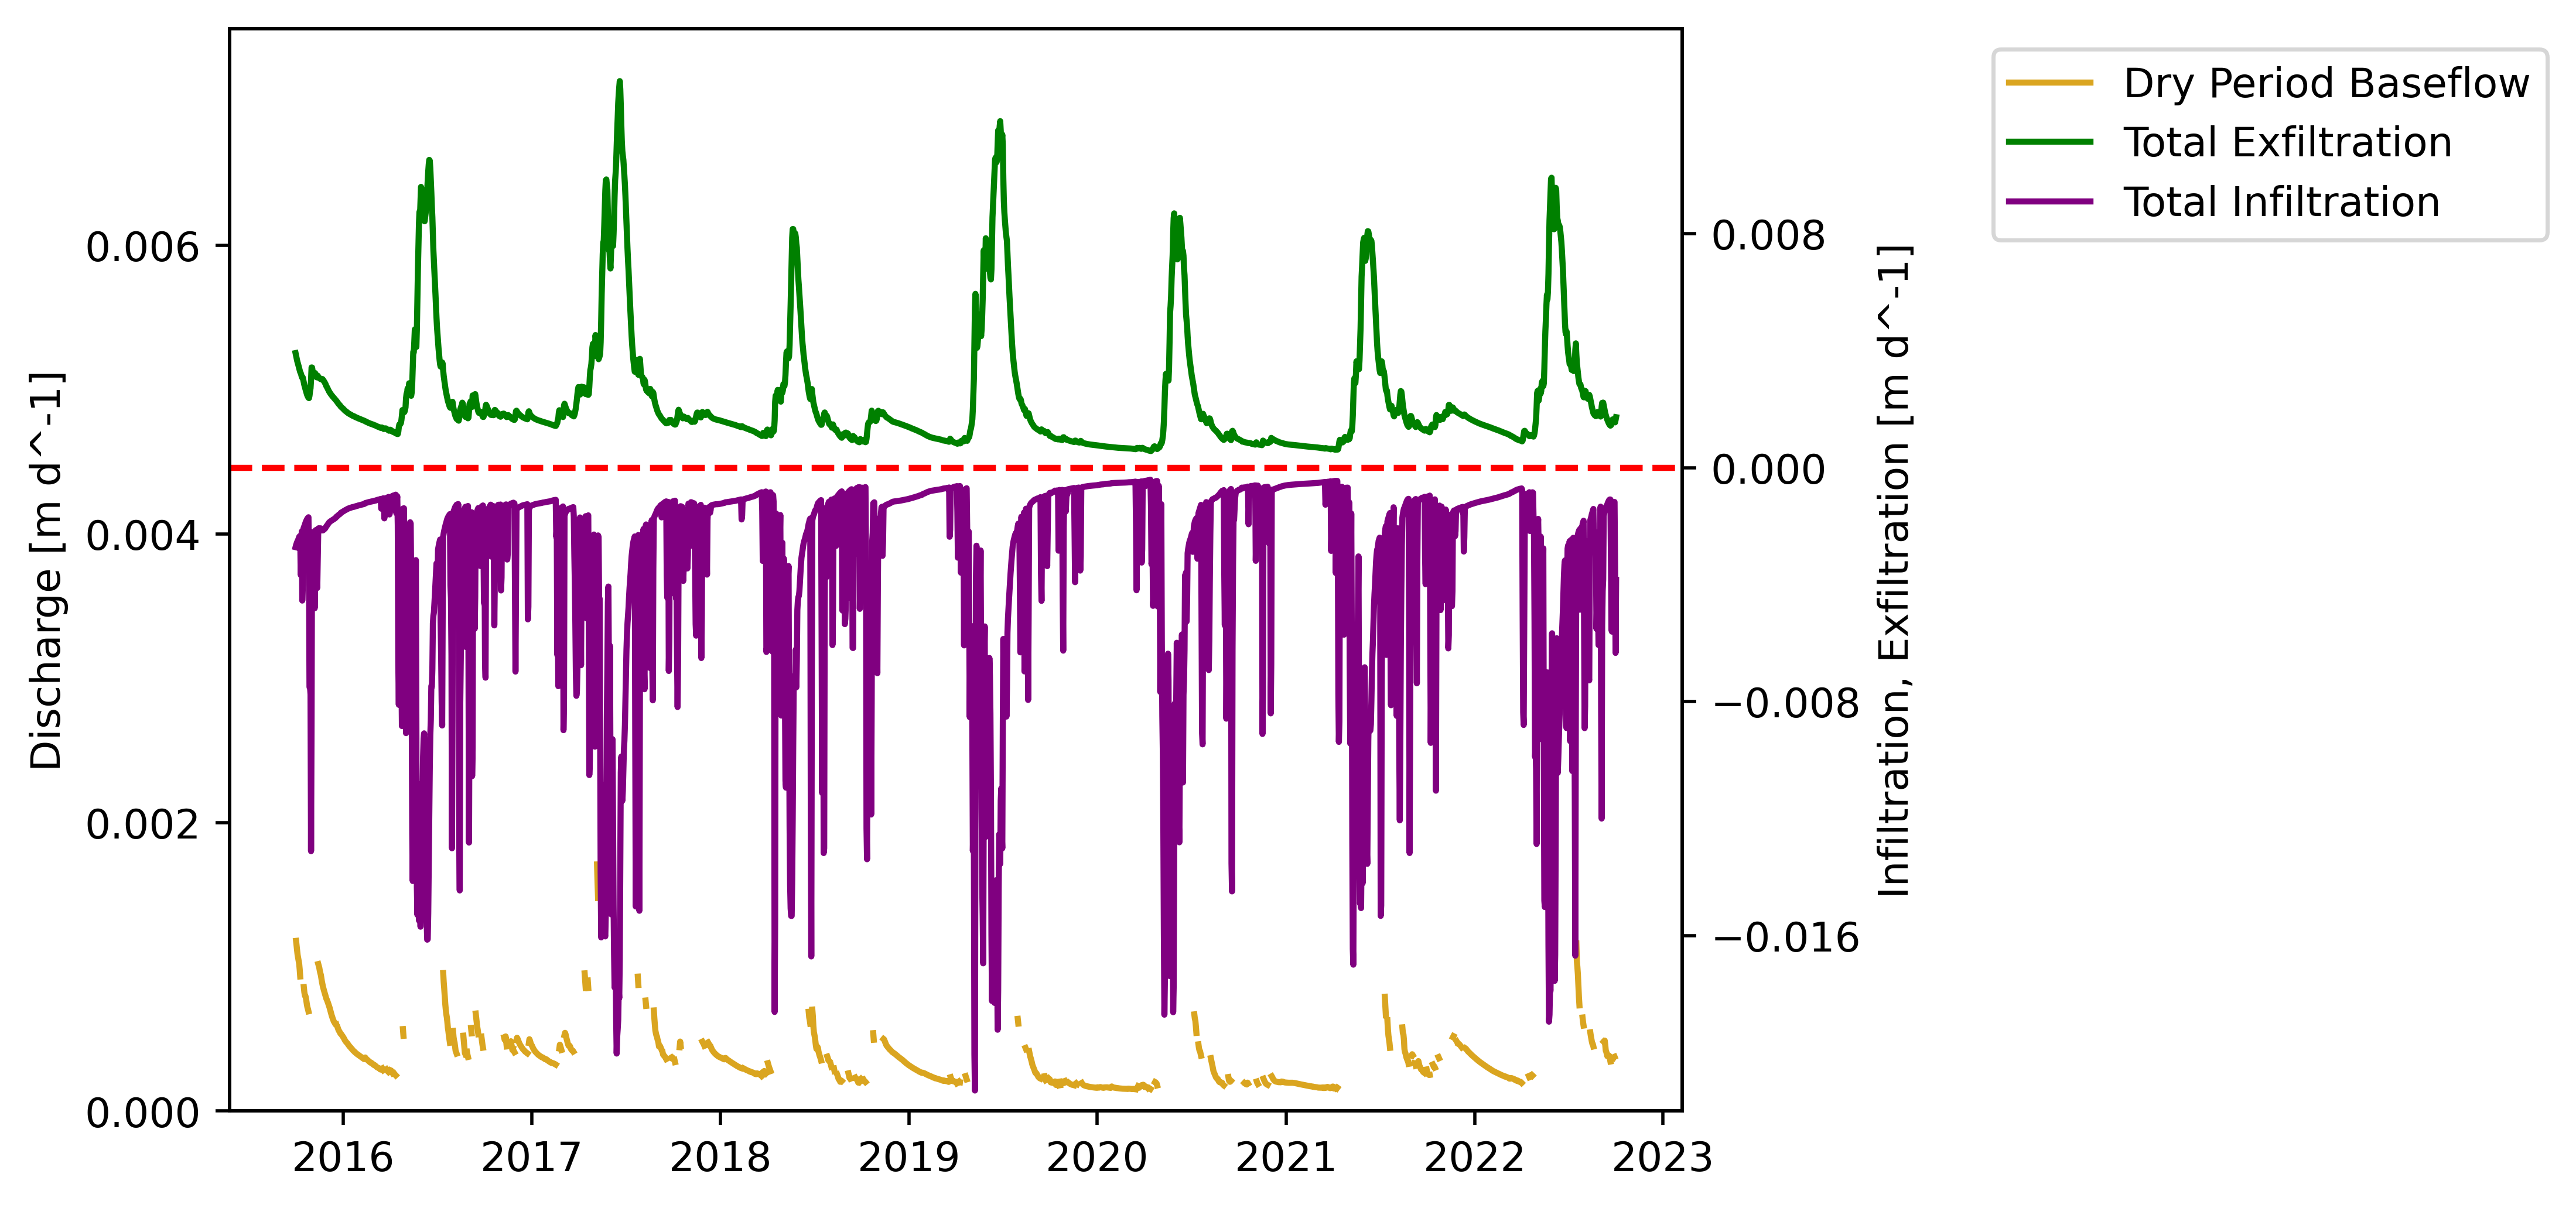 Dry Period Baseflow
Total Exfiltration
Total Infiltration
Discharge [m d^-1]
0.006
0.004
0.002
0.000
0.008
0.000
−0.008
−0.016
Infiltration, Exfiltration [m d^-1]
2016 2017 2018 2019 2020 2021 2022 2023